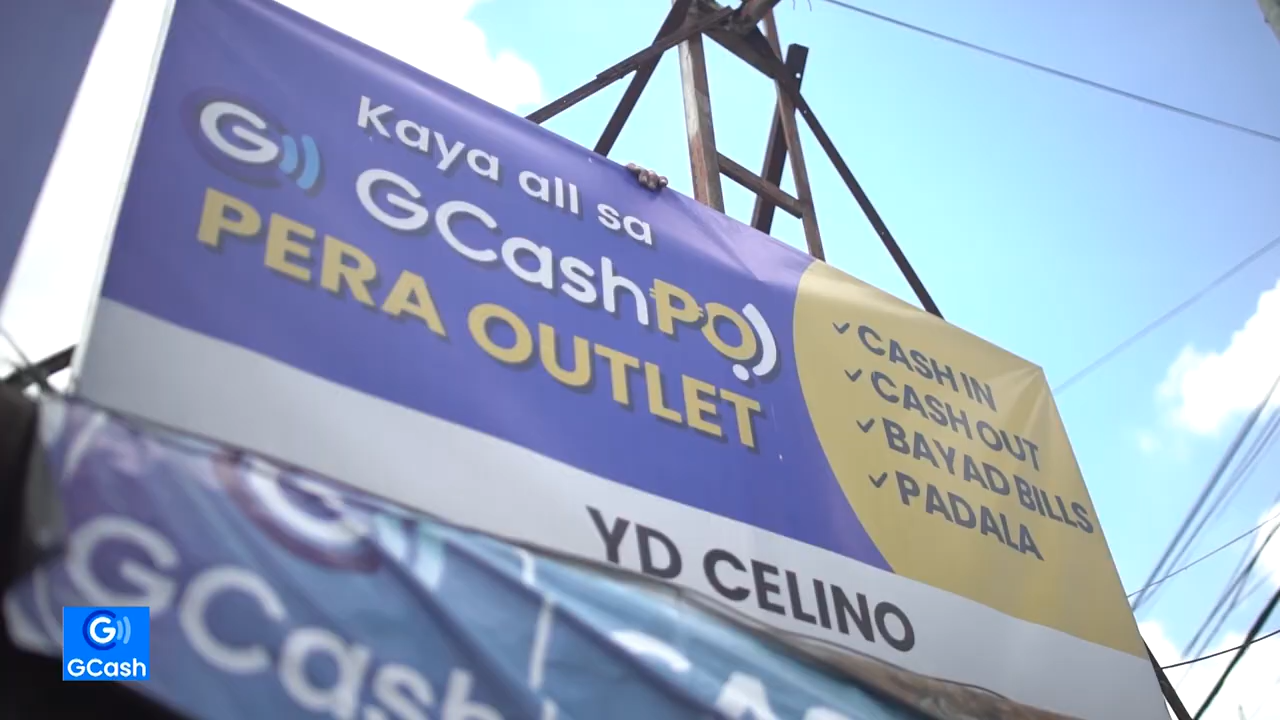 Kaya all sa
G GCashPO
PERA OUTLET
CASH IN
CASH OUT
BAYAD BILLS
PADALA
YD CELINO
GCash
G
GCash